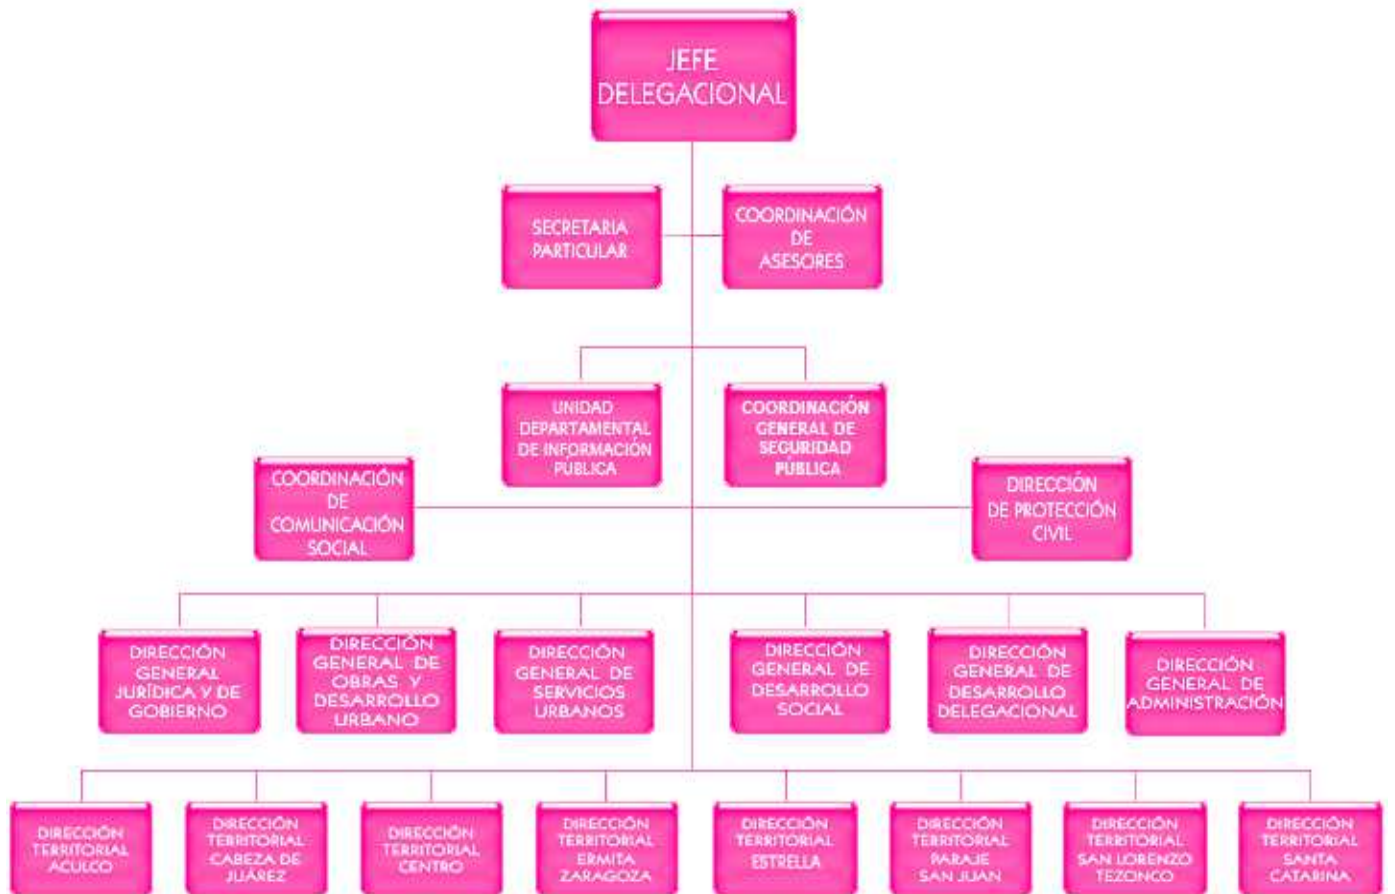 JEFE
DELEGACIONAL
SECRETARIA
PARTICULAR
COORDINACIÓN
DE
ASESORES
UNIDAD
DEPARTAMENTAL
DE INFORMACIÓN
PÚBLICA
COORDINACIÓN
GENERAL DE
SEGURIDAD
PÚBLICA
COORDINACIÓN
DE
COMUNICACIÓN
SOCIAL
DIRECCIÓN
DE PROTECCIÓN
CIVIL
DIRECCIÓN
GENERAL
JURÍDICA Y DE
GOBIERNO
DIRECCIÓN
GENERAL DE
OBRAS Y
DESARROLLO
URBANO
DIRECCIÓN
GENERAL DE
SERVICIOS
URBANOS
DIRECCIÓN
GENERAL DE
DESARROLLO
SOCIAL
DIRECCIÓN
GENERAL DE
DESARROLLO
DELEGACIONAL
DIRECCIÓN
GENERAL DE
ADMINISTRACIÓN
DIRECCIÓN
TERRITORIAL
ACULCO
DIRECCIÓN
TERRITORIAL
CABEZA DE
JUÁREZ
DIRECCIÓN
TERRITORIAL
CENTRO
DIRECCIÓN
TERRITORIAL
ERMITA
ZARAGOZA
DIRECCIÓN
TERRITORIAL
ESTRELLA
DIRECCIÓN
TERRITORIAL
PARAJE
SAN JUAN
DIRECCIÓN
TERRITORIAL
SAN LORENZO
TEZONCO
DIRECCIÓN
TERRITORIAL
SANTA
CATARINA